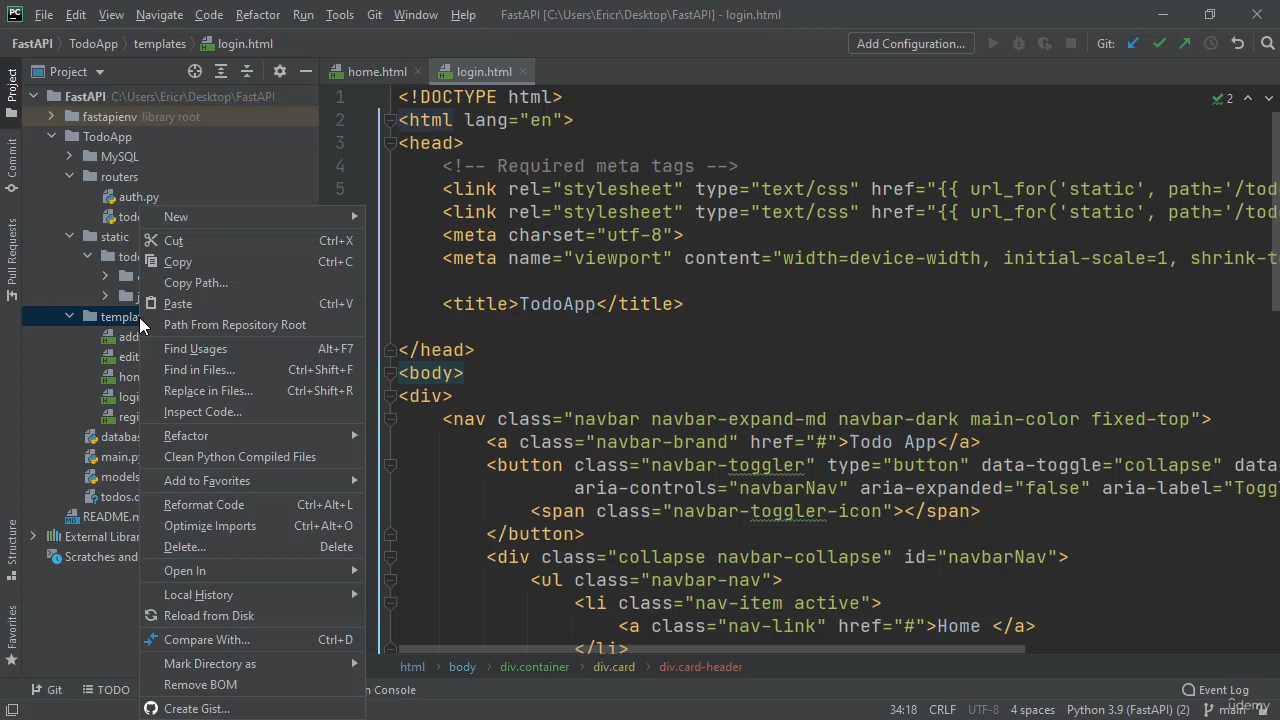 PC File Edit View Navigate Code Refactor Run Tools Git Window Help FastAPI [C:\Users\Ericr\Desktop\FastAPI] - login.html
FastAPI TodoApp templates login.html Add Configuration... Git:
Project
home.html login.html
FastAPI C:\Users\Ericr\Desktop\FastAPI
fastapienv library root
TodoApp
MySQL
routers
auth.py
todo
static
todo
templa
add
edit
hom
logi
regi
databas
main.py
models
todos.d
README.m
External Librar
Scratches and
Project
Commit
Pull Requests
Structure
Favorites
New
Cut Ctrl+X
Copy Ctrl+C
Copy Path...
Paste Ctrl+V
Path From Repository Root
Find Usages Alt+F7
Find in Files... Ctrl+Shift+F
Replace in Files... Ctrl+Shift+R
Inspect Code...
Refactor
Clean Python Compiled Files
Add to Favorites
Reformat Code Ctrl+Alt+L
Optimize Imports Ctrl+Alt+O
Delete... Delete
Open In
Local History
Reload from Disk
Compare With... Ctrl+D
Mark Directory as
Remove BOM
Create Gist...
1 <!DOCTYPE html>
2 <html lang="en">
3 <head>
4 <!-- Required meta tags -->
5 <link rel="stylesheet" type="text/css" href="{{ url_for('static', path='/tod
<link rel="stylesheet" type="text/css" href="{{ url_for('static', path='/tod
<meta charset="utf-8">
<meta name="viewport" content="width=device-width, initial-scale=1, shrink-t
<title>TodoApp</title>
</head>
<body>
<div>
<nav class="navbar navbar-expand-md navbar-dark main-color fixed-top">
<a class="navbar-brand" href="#">Todo App</a>
<button class="navbar-toggler" type="button" data-toggle="collapse" data-
aria-controls="navbarNav" aria-expanded="false" aria-label="Toggl
<span class="navbar-toggler-icon"></span>
</button>
<div class="collapse navbar-collapse" id="navbarNav">
<ul class="navbar-nav">
<li class="nav-item active">
<a class="nav-link" href="#">Home </a>
</li>
2
html body div.container div.card div.card-header
Git TODO n Console Event Log
34:18 CRLF UTF-8 4 spaces Python 3.9 (FastAPI) (2) main
udemy